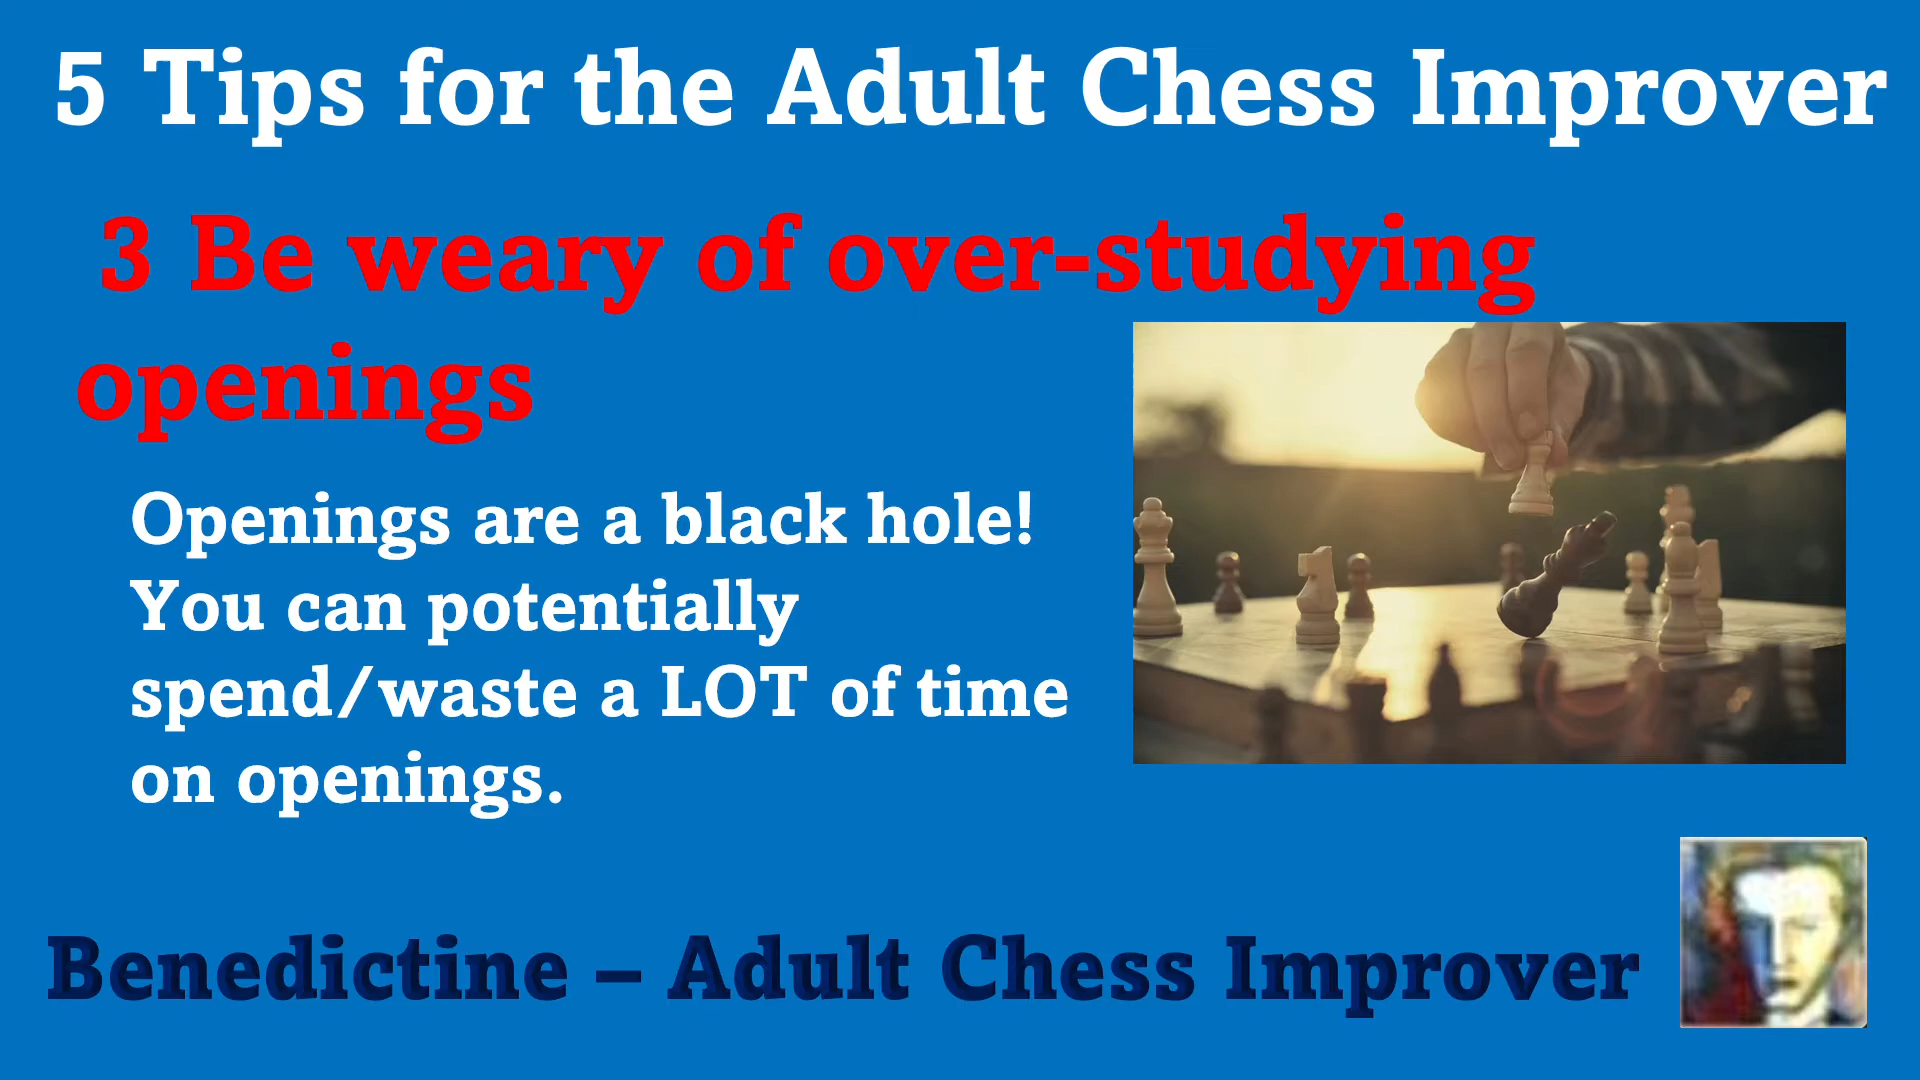 5 Tips for the Adult Chess Improver
3 Be weary of over-studying
openings
Openings are a black hole!
You can potentially
spend/waste a LOT of time
on openings.
Benedictine – Adult Chess Improver